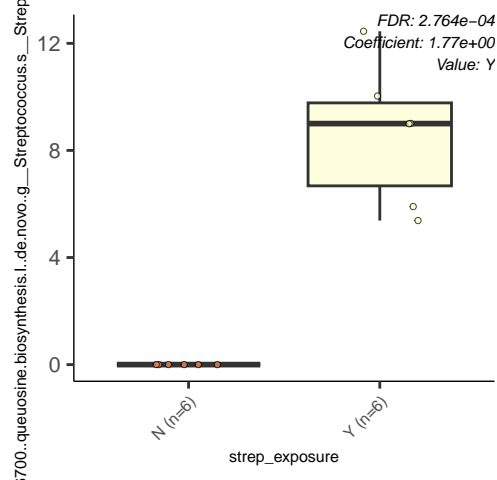 FDR: 2.764e−04
Coefficient: 1.77e+00
Value: Y
12
8
4
0
6700..queuosine.biosynthesis.I..de.novo..g__Streptococcus.s__Strep
N (n=6)
Y (n=6)
strep_exposure